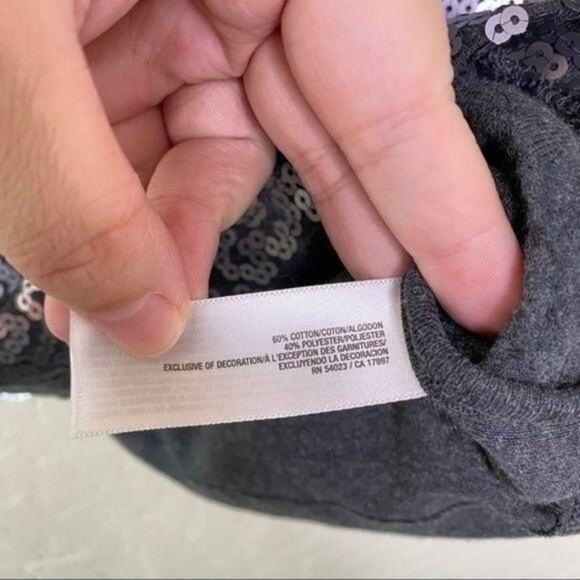 60% COTTON/COTON/ALGODON
40% POLYESTER/POLIESTER
EXCLUSIVE OF DECORATION/À L'EXCEPTION DES GARNITURES/
EXCLUYENDO LA DECORACION
RN 54023 / CA 17897